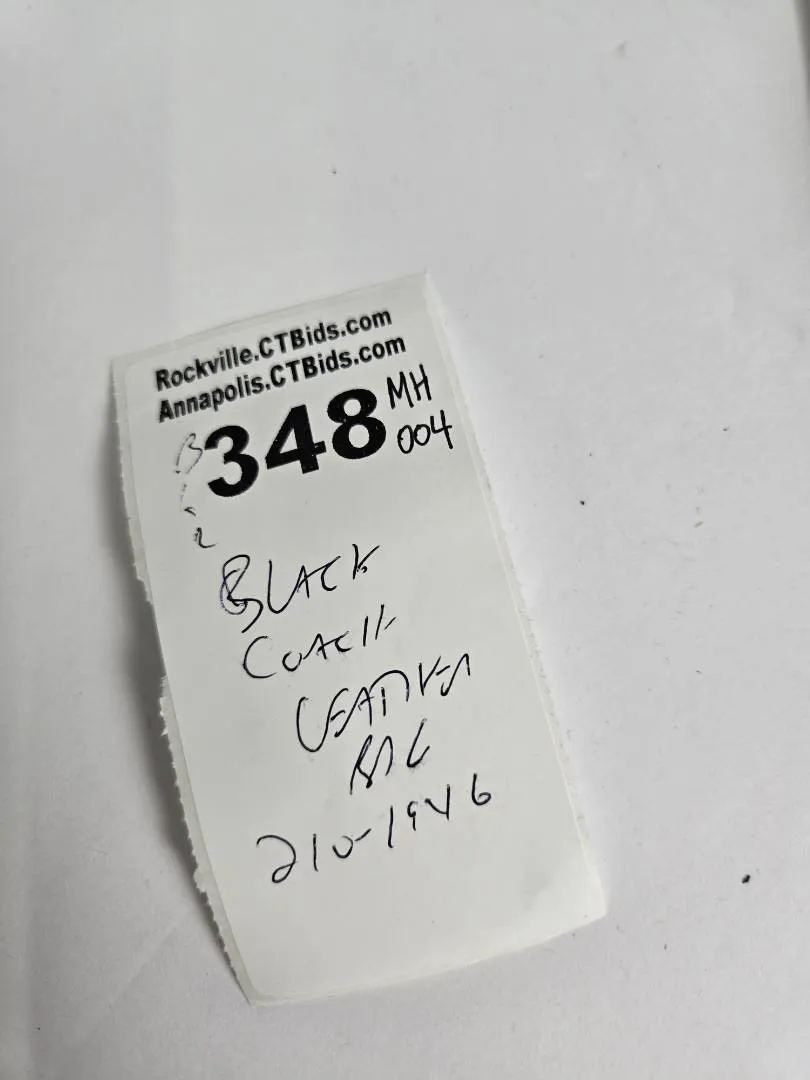 Rockville.CTBids.com
Annapolis.CTBids.com
348 MH
004
BLACK
COACH
LEATHER
BAG
210-1946